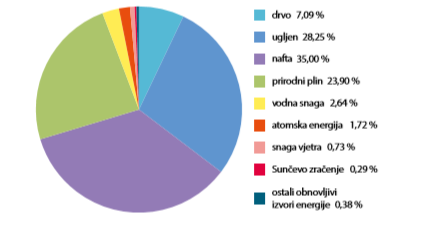 drvo 7,09 %
ugljen 28,25 %
nafta 35,00 %
prirodni plin 23,90 %
vodna snaga 2,64 %
atomska energija 1,72 %
snaga vjetra 0,73 %
Sunčevo zračenje 0,29 %
ostali obnovljivi
izvori energije 0,38 %